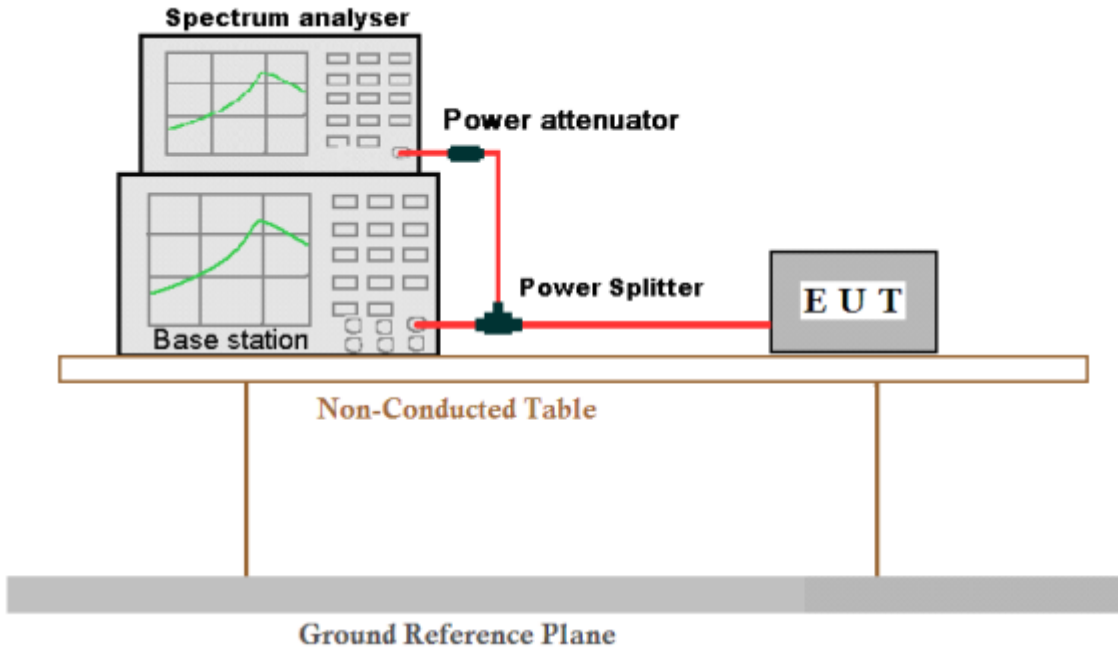 Spectrum analyser
Power attenuator
Power Splitter
E U T
Base station
Non-Conducted Table
Ground Reference Plane